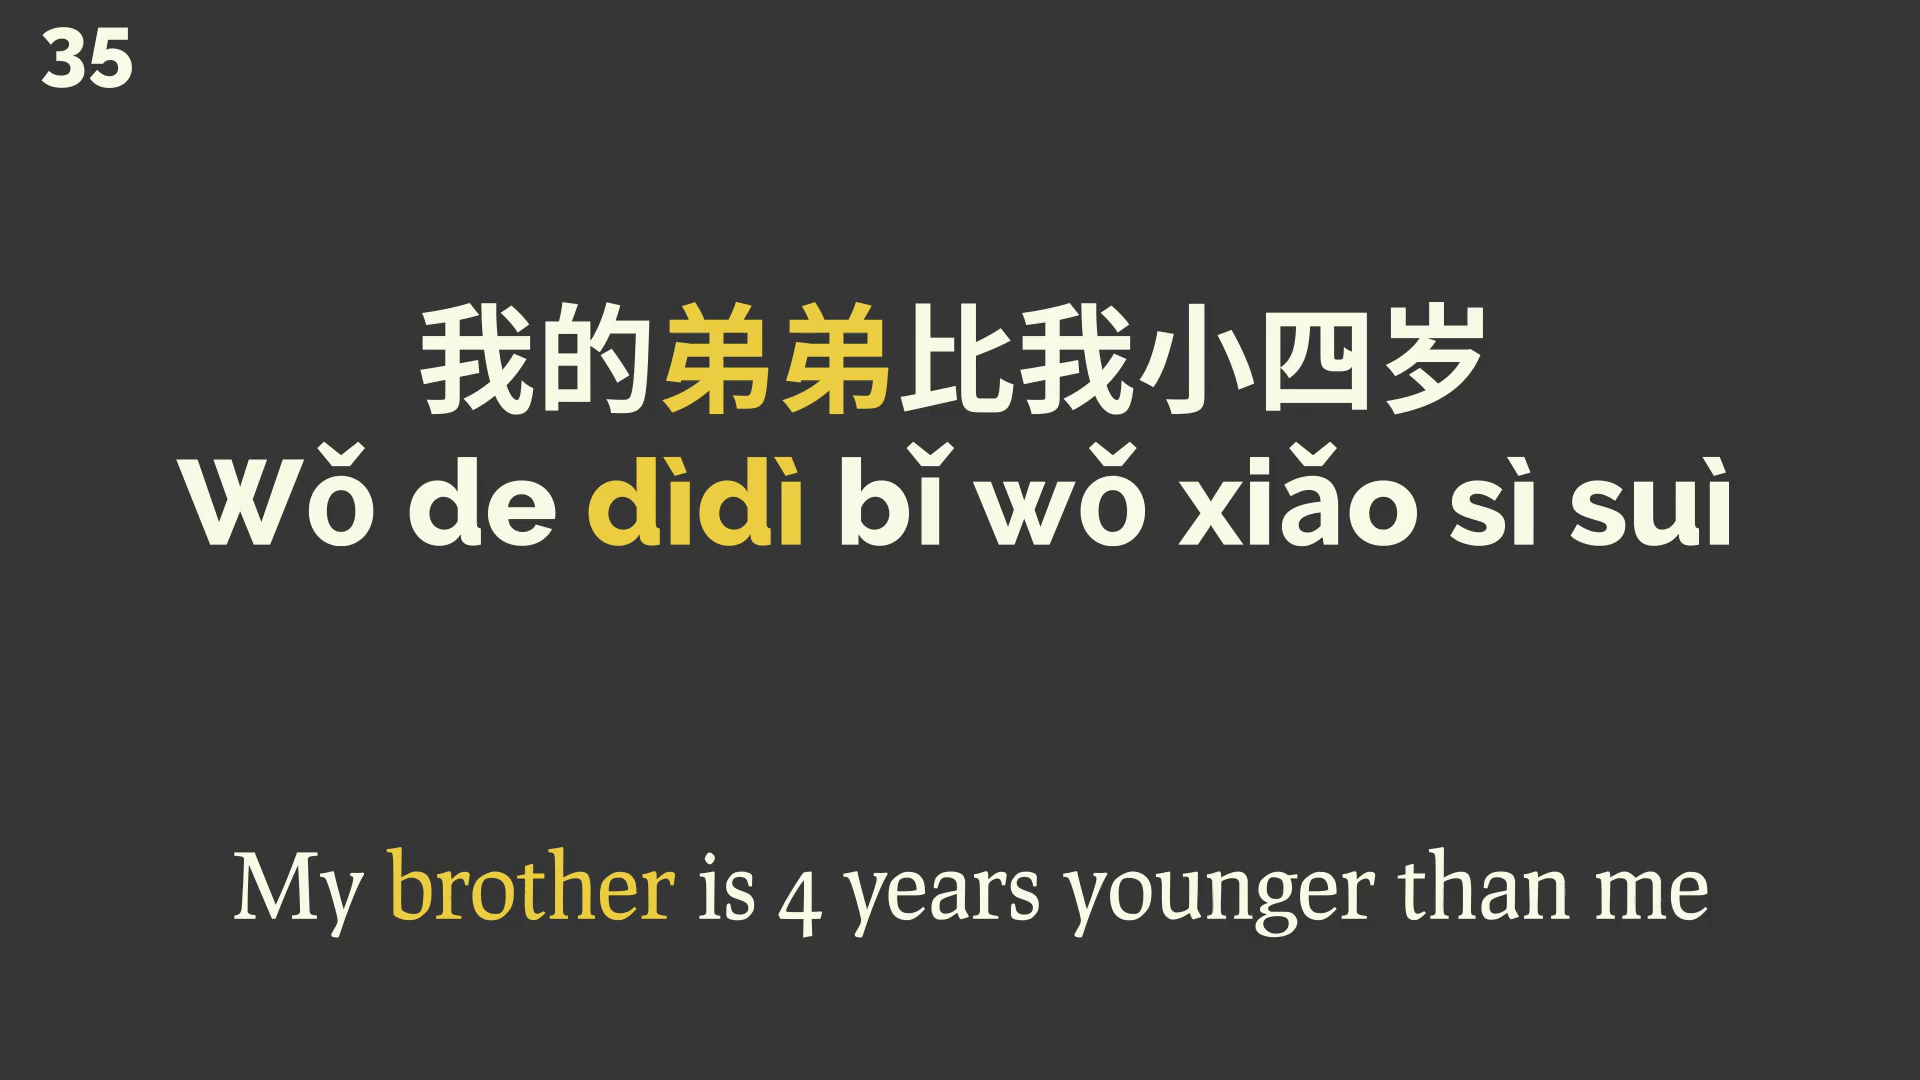 35
我的弟弟比我小四岁
Wǒ de dìdì bǐ wǒ xiǎo sì suì
My brother is 4 years younger than me